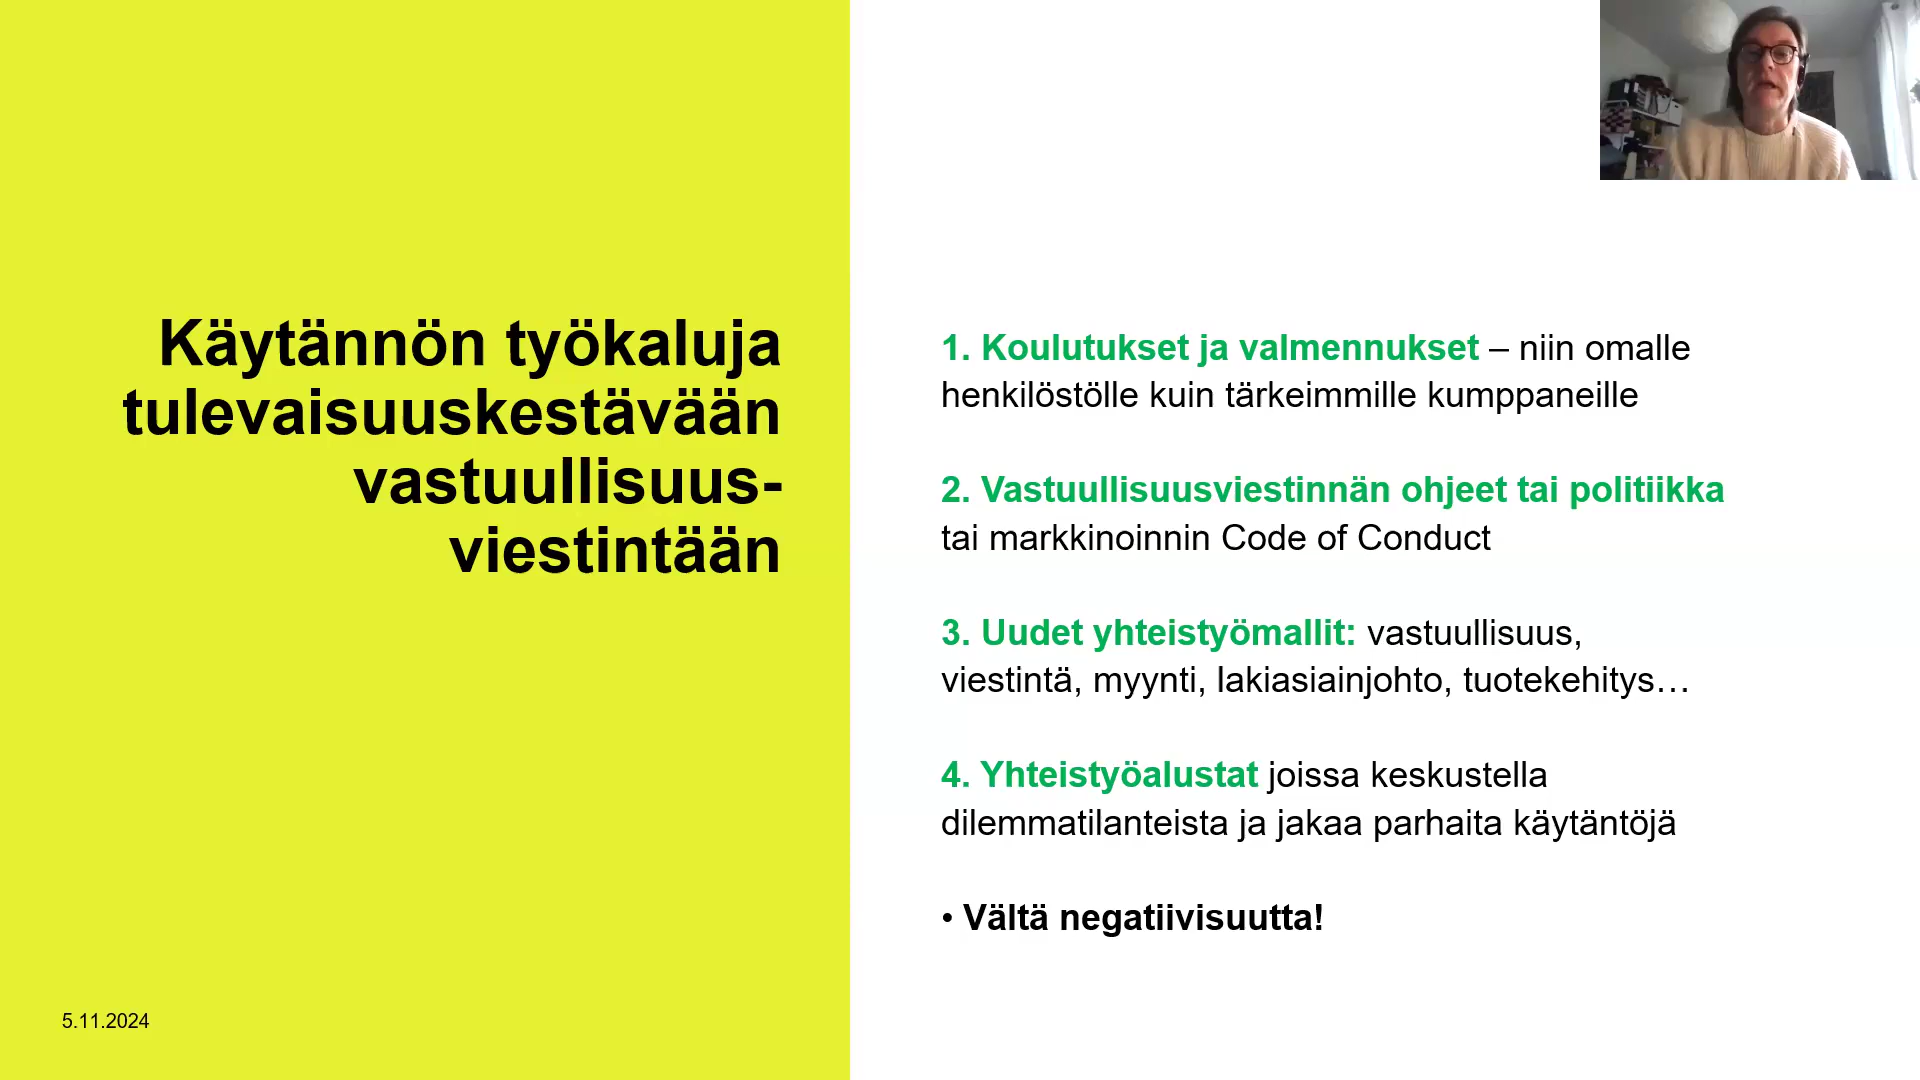 Käytännön työkaluja
tulevaisuuskestävään
vastuullisuus-
viestintään
1. Koulutukset ja valmennukset – niin omalle
henkilöstölle kuin tärkeimmille kumppaneille
2. Vastuullisuusviestinnän ohjeet tai politiikka
tai markkinoinnin Code of Conduct
3. Uudet yhteistyömallit: vastuullisuus,
viestintä, myynti, lakiasiainjohto, tuotekehitys…
4. Yhteistyöalustat joissa keskustella
dilemmatilanteista ja jakaa parhaita käytäntöjä
• Vältä negatiivisuutta!
5.11.2024